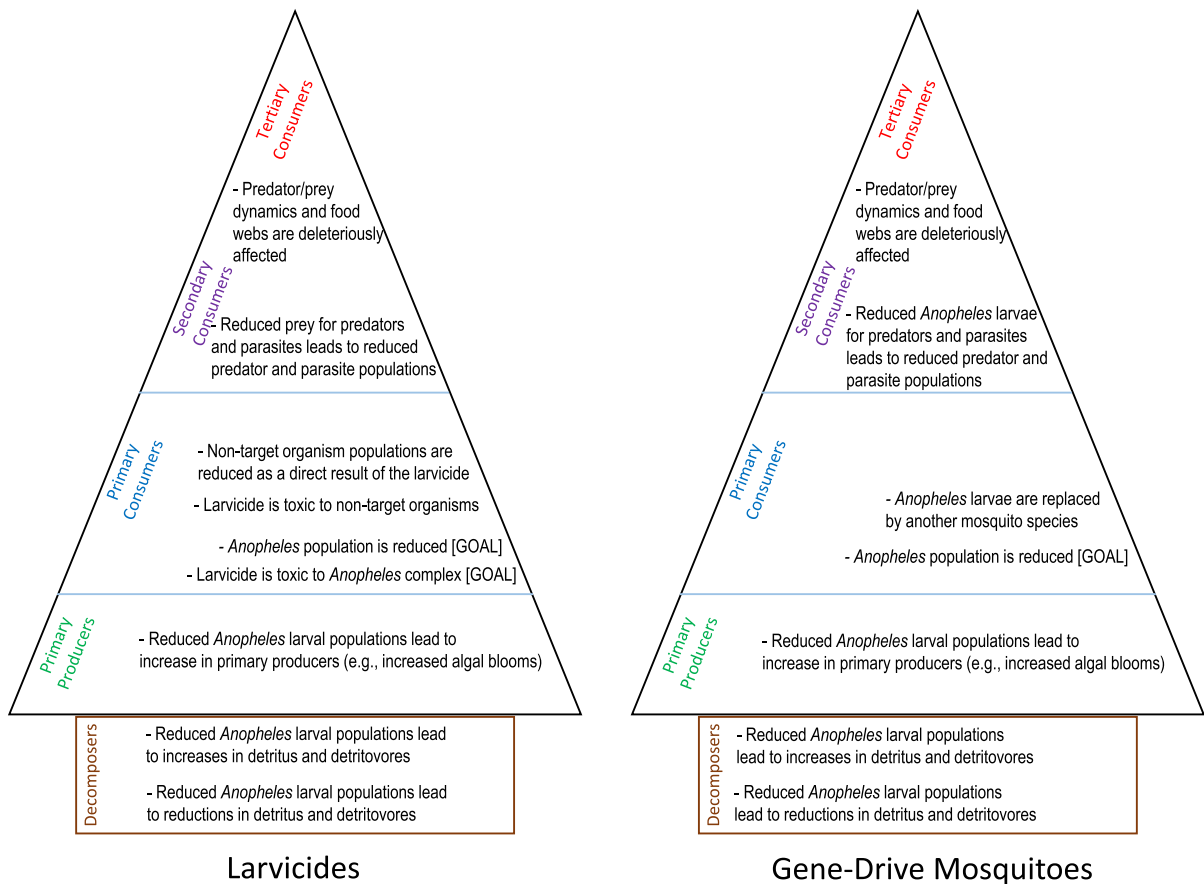 Tertiary
Consumers
- Predator/prey
dynamics and food
webs are deleteriously
affected
Secondary
Consumers
- Reduced prey for predators
and parasites leads to reduced
predator and parasite populations
Primary
Consumers
- Non-target organism populations are
reduced as a direct result of the larvicide
- Larvicide is toxic to non-target organisms
- Anopheles population is reduced [GOAL]
- Larvicide is toxic to Anopheles complex [GOAL]
Primary
Producers
- Reduced Anopheles larval populations lead to
increase in primary producers (e.g., increased algal blooms)
Decomposers
- Reduced Anopheles larval populations lead
to increases in detritus and detritovores
- Reduced Anopheles larval populations lead
to reductions in detritus and detritovores
Larvicides
Tertiary
Consumers
- Predator/prey
dynamics and food
webs are deleteriously
affected
Secondary
Consumers
- Reduced Anopheles larvae
for predators and parasites
leads to reduced predator and
parasite populations
Primary
Consumers
- Anopheles larvae are replaced
by another mosquito species
- Anopheles population is reduced [GOAL]
Primary
Producers
- Reduced Anopheles larval populations lead to
increase in primary producers (e.g., increased algal blooms)
Decomposers
- Reduced Anopheles larval populations
lead to increases in detritus and detritovores
- Reduced Anopheles larval populations
lead to reductions in detritus and detritovores
Gene-Drive Mosquitoes